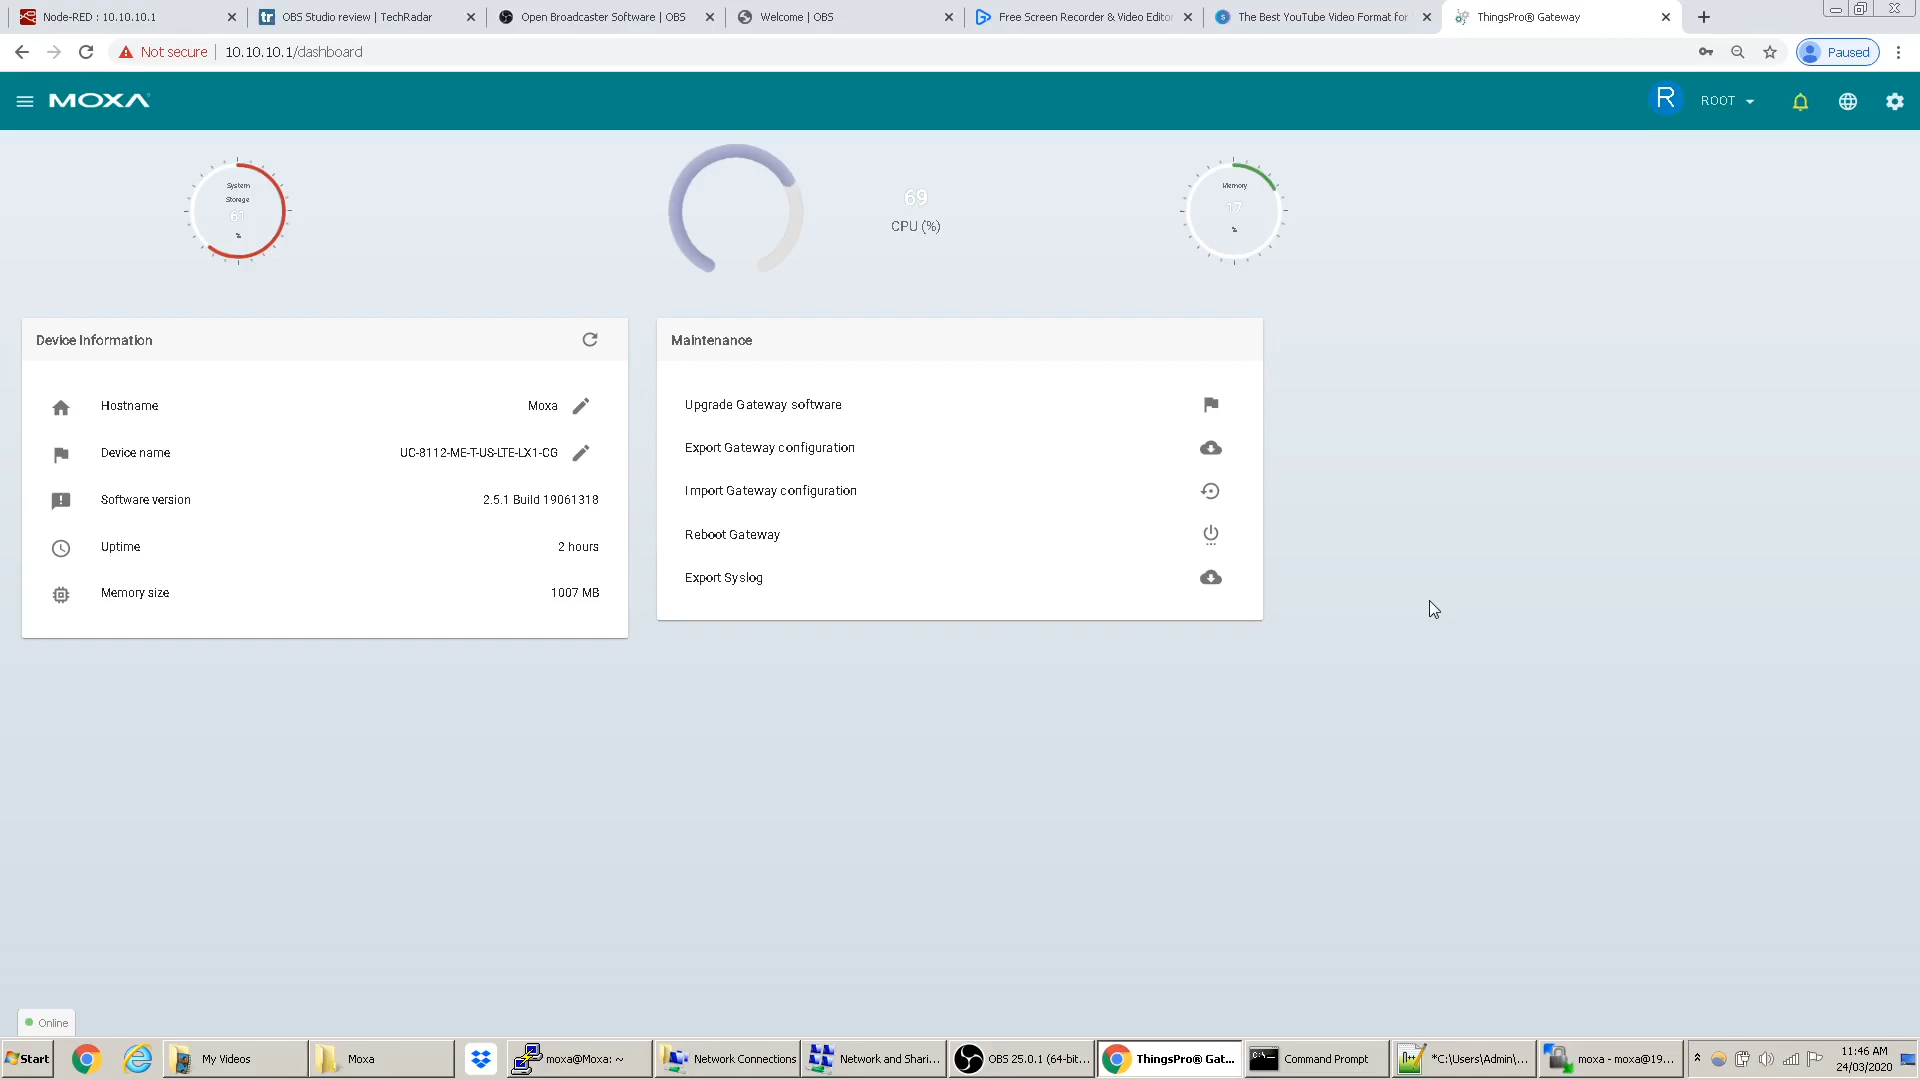 Node-RED : 10.10.10.1
OBS Studio review | TechRadar
Open Broadcaster Software | OBS
Welcome | OBS
Free Screen Recorder & Video Editor
The Best YouTube Video Format for
ThingsPro® Gateway
Not secure
10.10.10.1/dashboard
Paused
MOXA
R
ROOT
System
Storage
61
%
69
CPU (%)
Memory
17
%
Device Information
Hostname
Moxa
Device name
UC-8112-ME-T-US-LTE-LX1-CG
Software version
2.5.1 Build 19061318
Uptime
2 hours
Memory size
1007 MB
Maintenance
Upgrade Gateway software
Export Gateway configuration
Import Gateway configuration
Reboot Gateway
Export Syslog
Online
Start
My Videos
Moxa
moxa@Moxa: ~
Network Connections
Network and Shari...
OBS 25.0.1 (64-bit...
ThingsPro® Gat...
Command Prompt
*C:\Users\Admin\...
moxa - moxa@19...
11:46 AM
24/03/2020